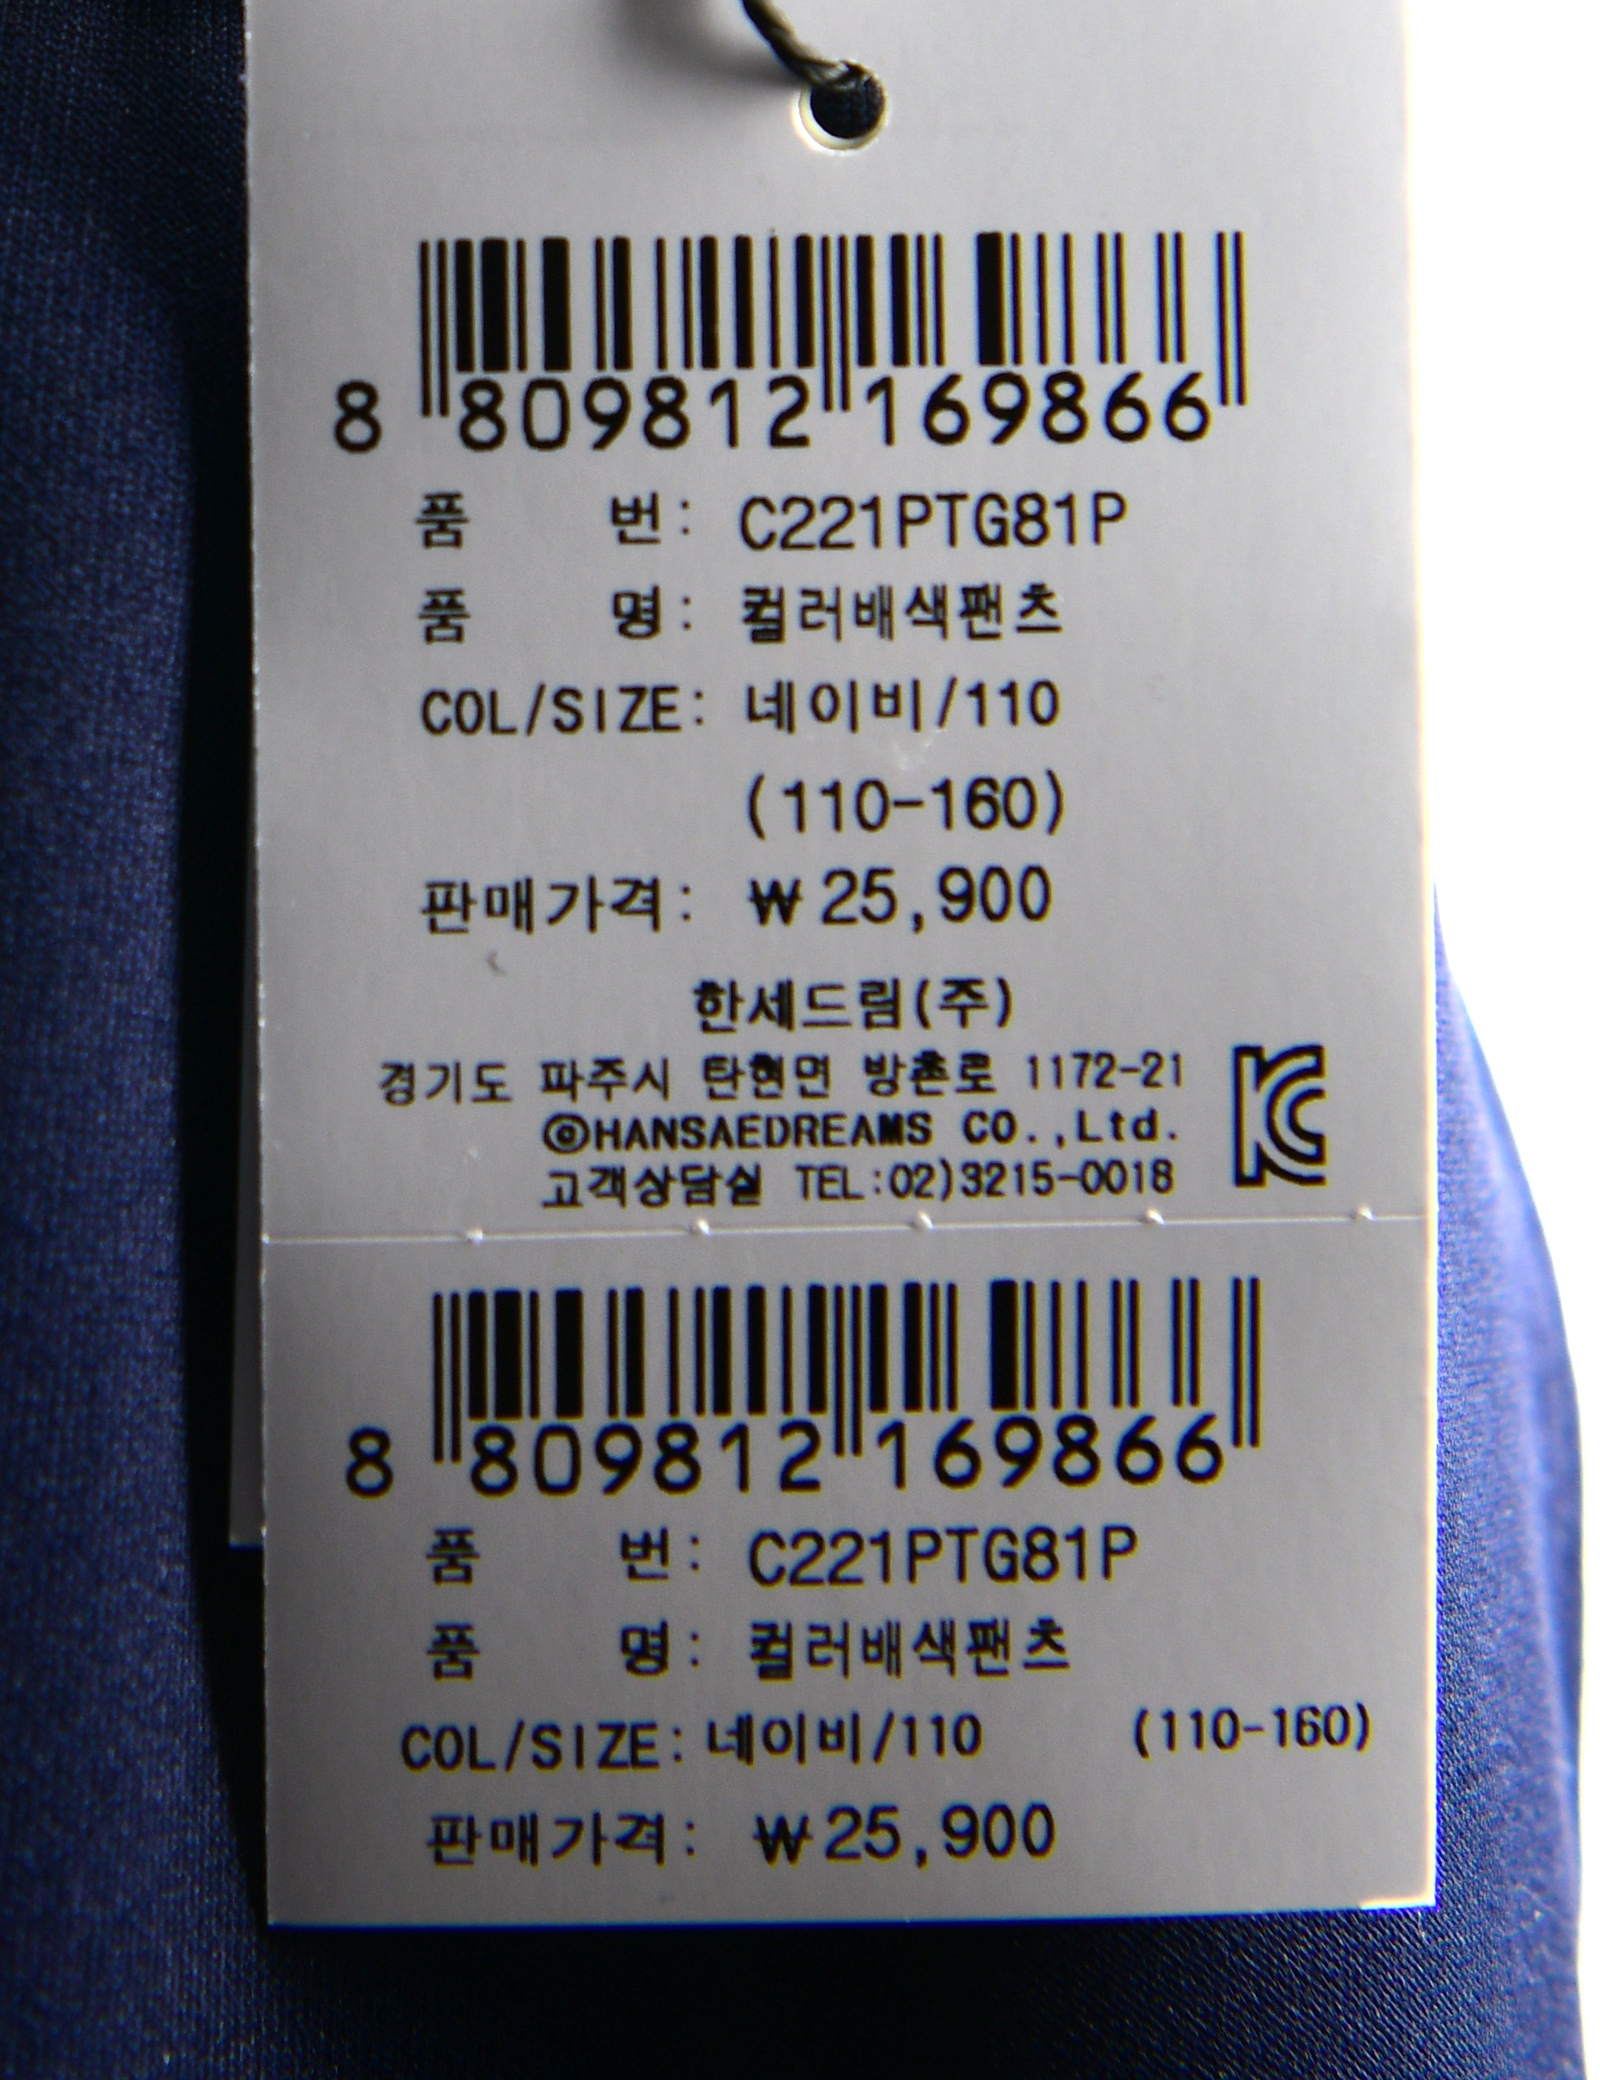 8 809812 169866
품 번: C221PTG81P
품 명: 컬러배색팬츠
COL/SIZE: 네이비/110
(110-160)
판매가격: ₩ 25,900
한세드림(주)
경기도 파주시 탄현면 방촌로 1172-21
©HANSAEDREAMS CO.,Ltd.
고객상담실 TEL:02)3215-0018
8 809812 169866
품 번: C221PTG81P
품 명: 컬러배색팬츠
COL/SIZE: 네이비/110 (110-160)
판매가격: ₩ 25,900